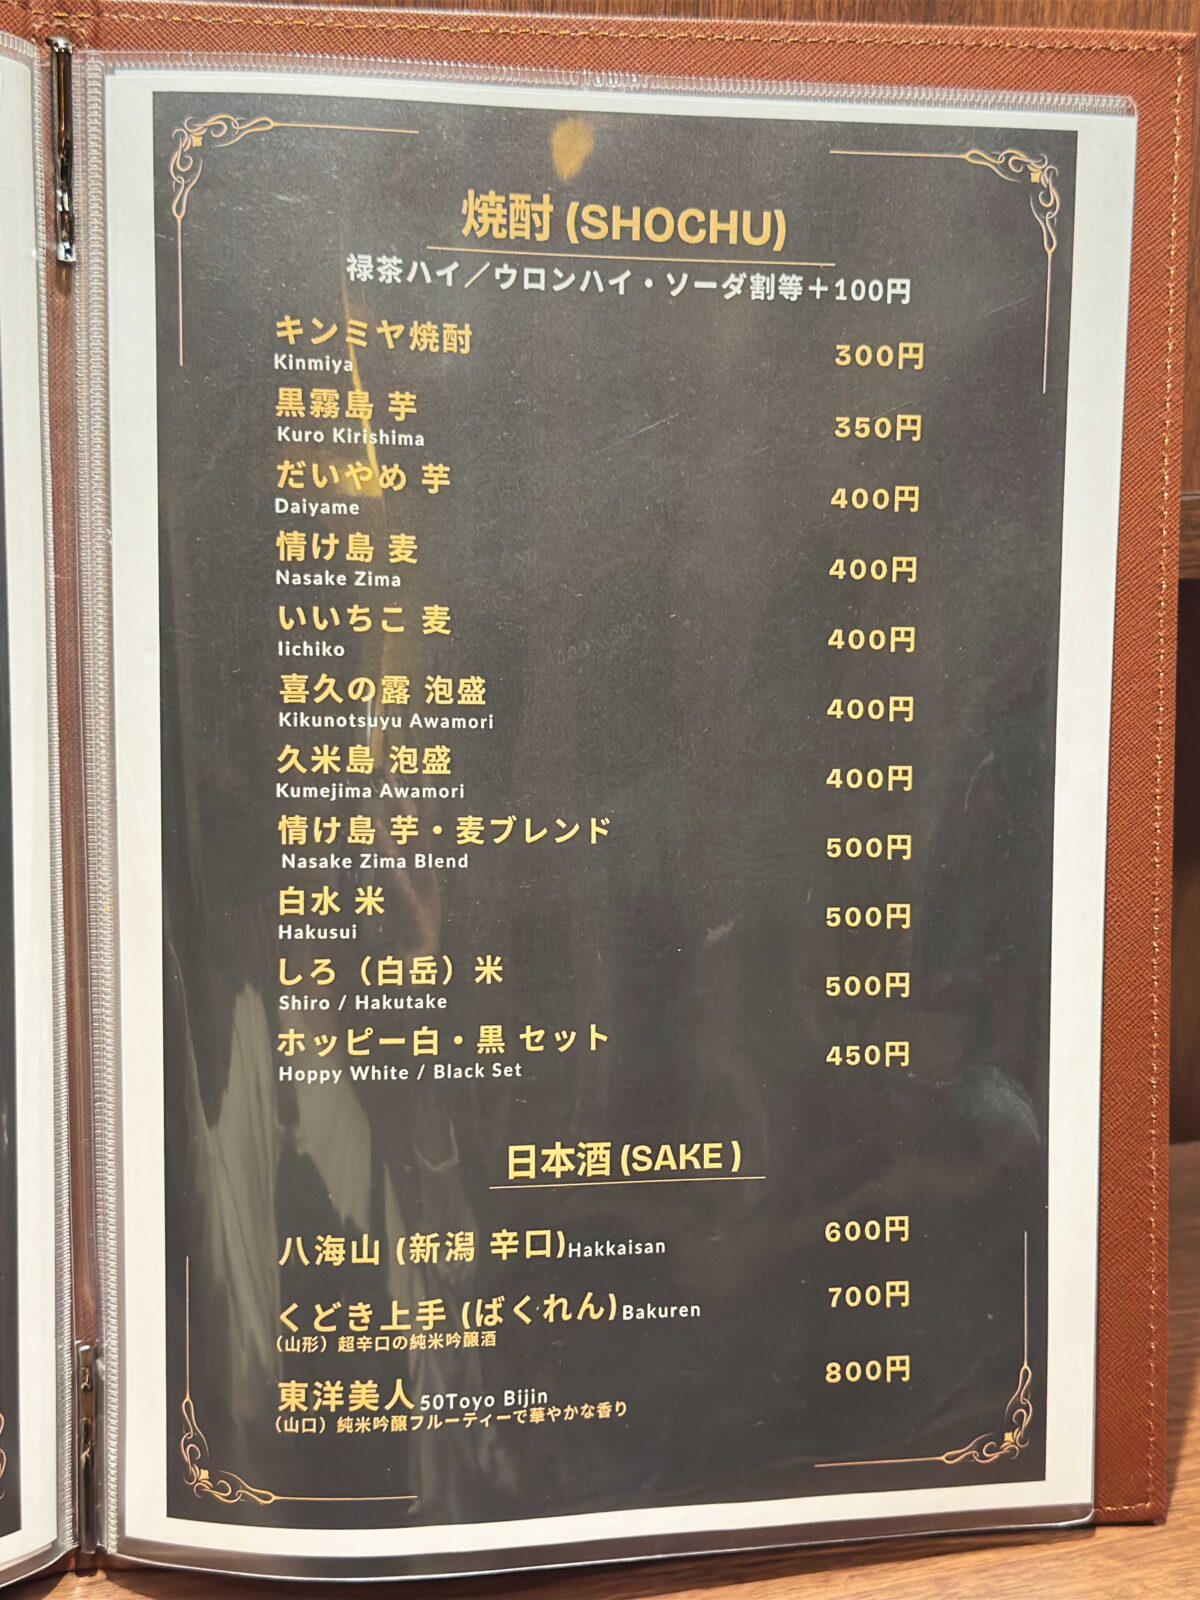 焼酎 (SHOCHU)
禄茶ハイ／ウロンハイ・ソーダ割等＋100円
キンミヤ焼酎 300円
Kinmiya
黒霧島 芋 350円
Kuro Kirishima
だいやめ 芋 400円
Daiyame
情け島 麦 400円
Nasake Zima
いいちこ 麦 400円
Iichiko
喜久の露 泡盛 400円
Kikunotsuyu Awamori
久米島 泡盛 400円
Kumejima Awamori
情け島 芋・麦ブレンド 500円
Nasake Zima Blend
白水 米 500円
Hakusui
しろ（白岳）米 500円
Shiro / Hakutake
ホッピー白・黒 セット 450円
Hoppy White / Black Set
日本酒 (SAKE )
八海山 (新潟 辛口)Hakkaisan 600円
くどき上手 (ばくれん)Bakuren 700円
（山形）超辛口の純米吟醸酒
東洋美人50Toyo Bijin 800円
（山口）純米吟醸フルーティーで華やかな香り